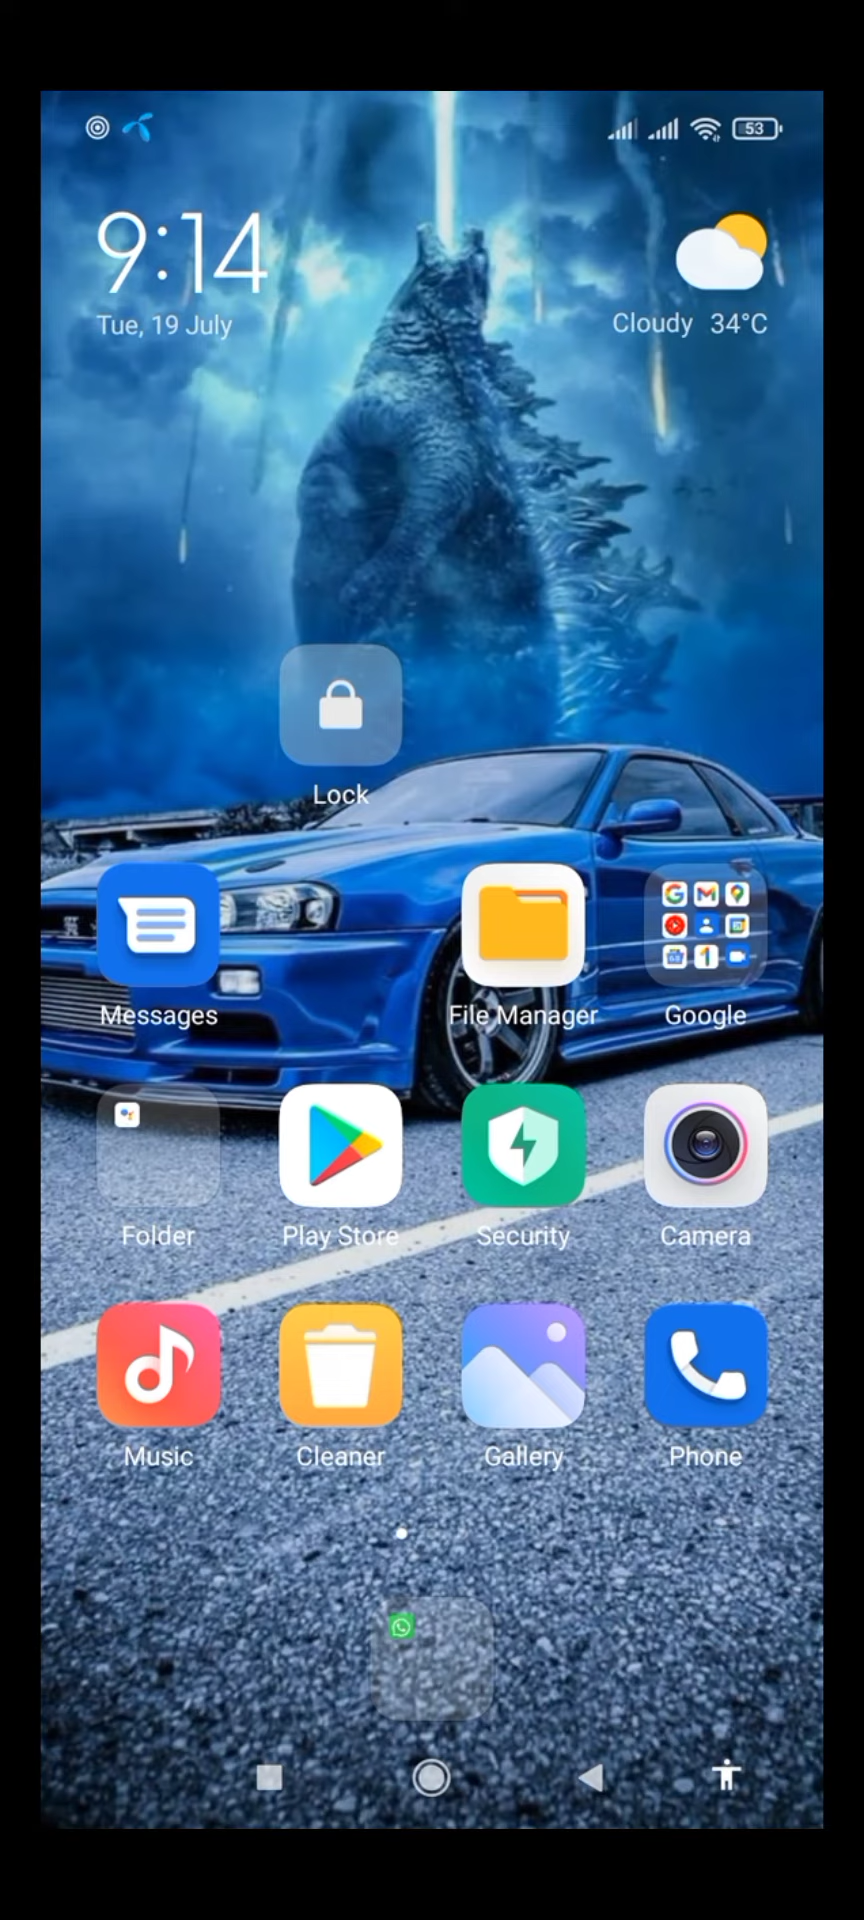 53
9:14
Tue, 19 July
Cloudy 34°C
Lock
Messages
File Manager
Google
Folder
Play Store
Security
Camera
Music
Cleaner
Gallery
Phone